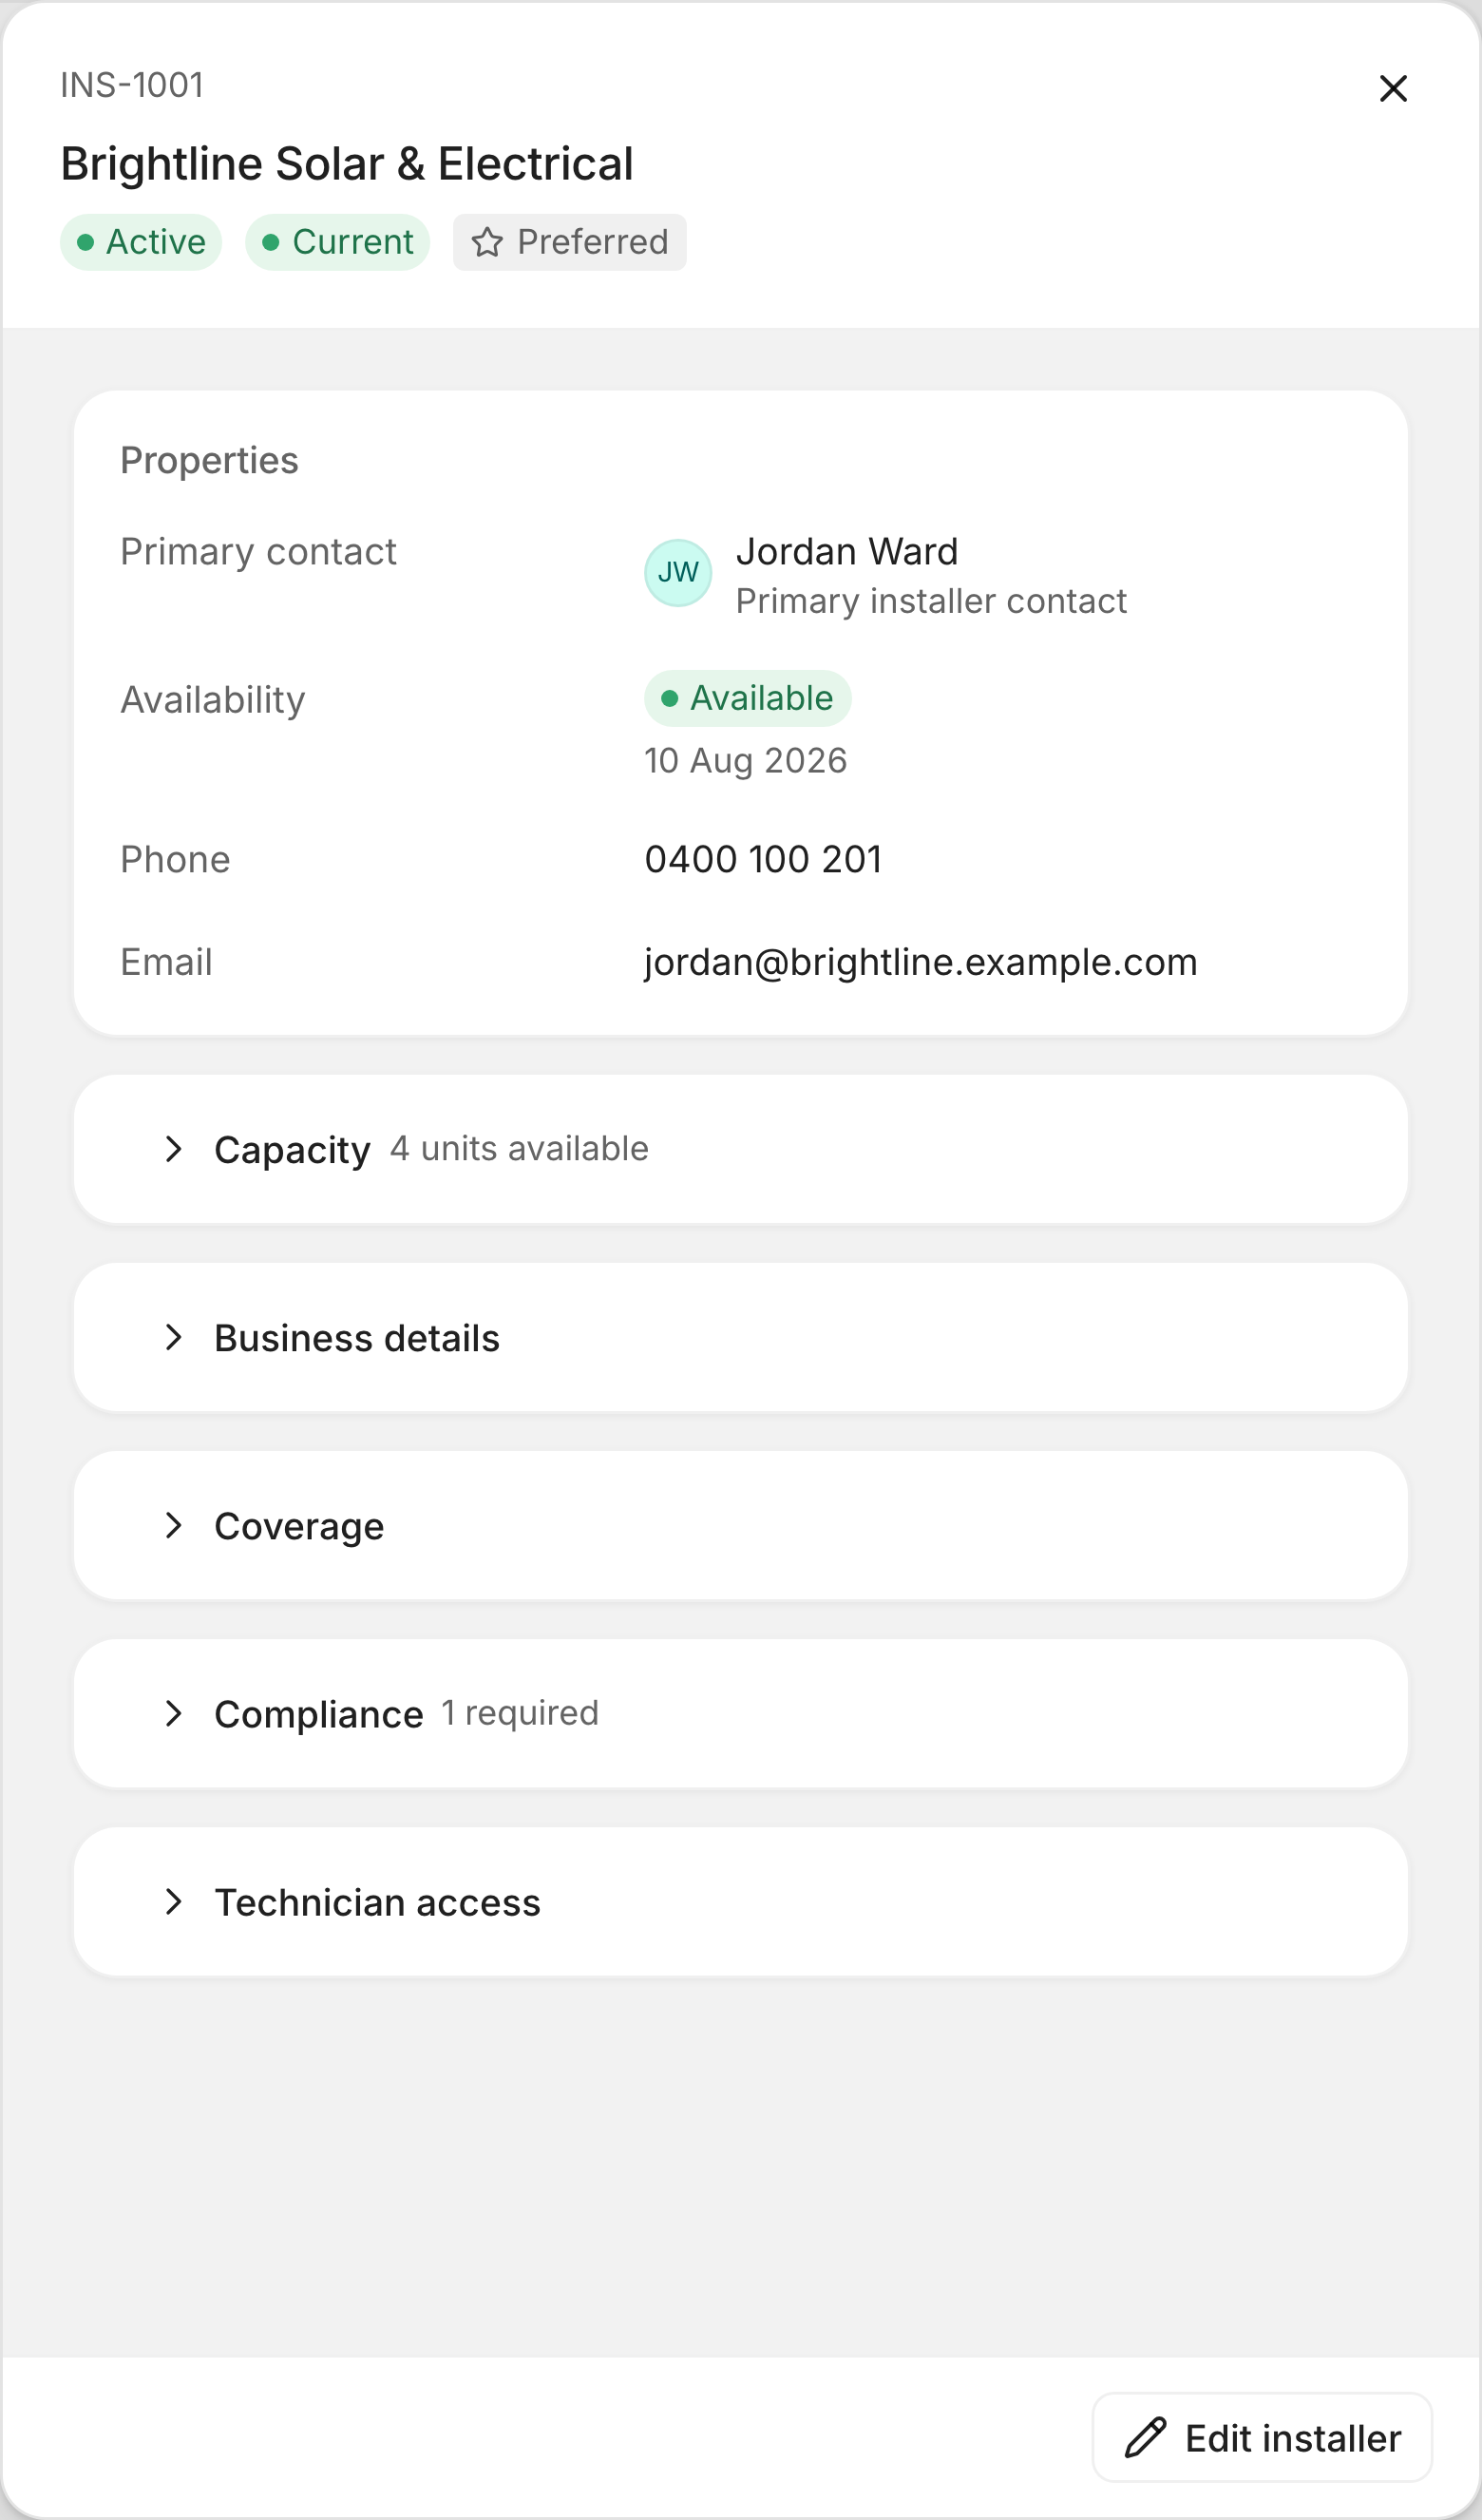 INS-1001
Brightline Solar & Electrical
Active Current Preferred
Properties
Primary contact JW Jordan Ward
Primary installer contact
Availability Available
10 Aug 2026
Phone 0400 100 201
Email jordan@brightline.example.com
Capacity 4 units available
Business details
Coverage
Compliance 1 required
Technician access
Edit installer